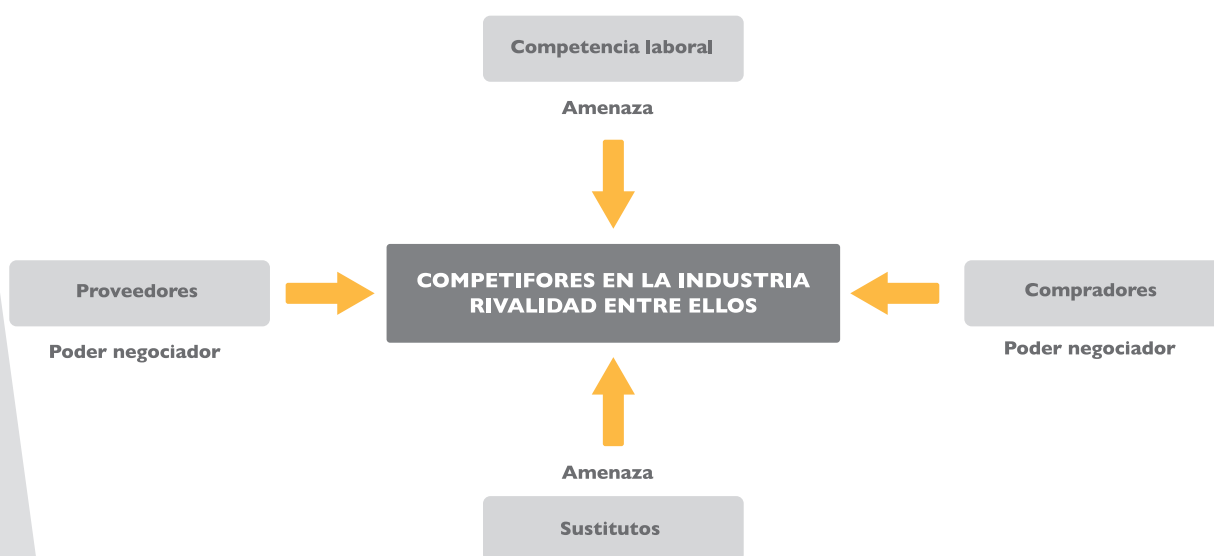 Competencia laboral
Amenaza
COMPETIFORES EN LA INDUSTRIA
RIVALIDAD ENTRE ELLOS
Proveedores
Poder negociador
Compradores
Poder negociador
Amenaza
Sustitutos